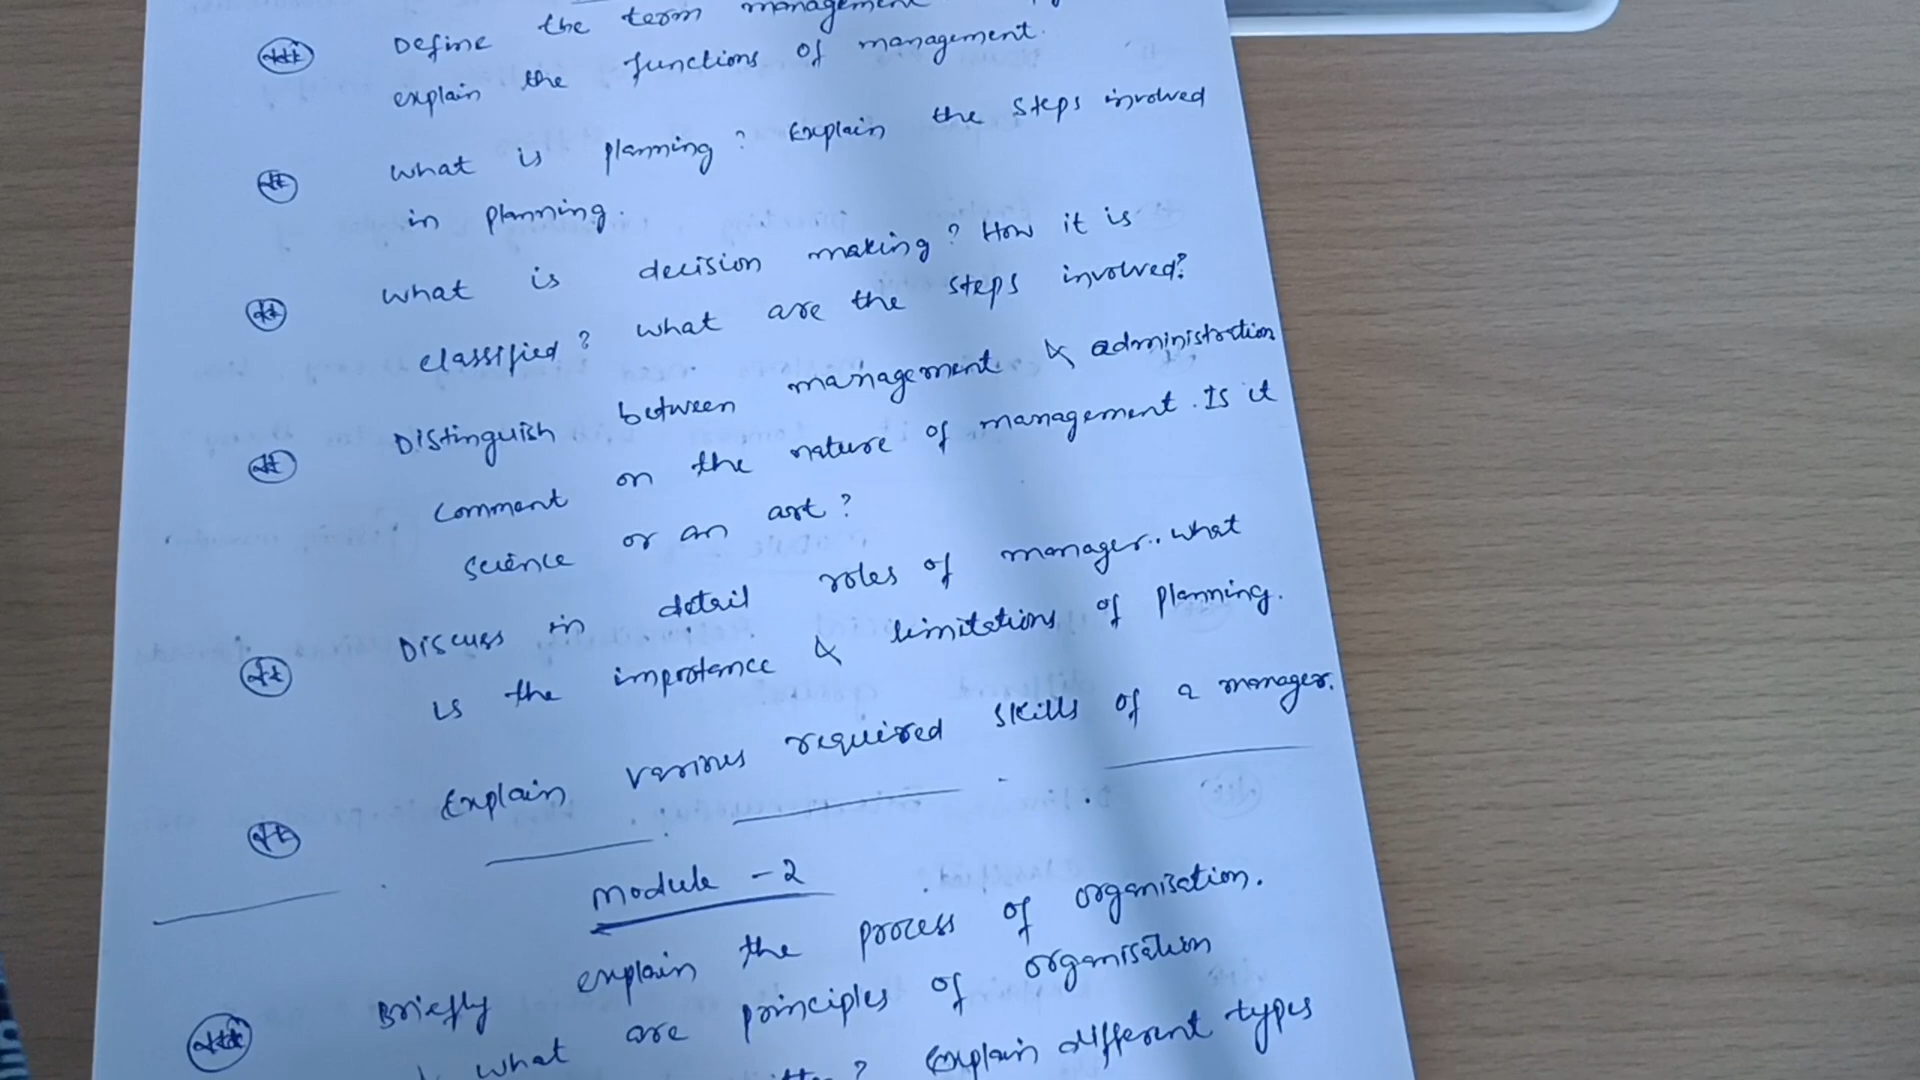 Define the term management
explain the functions of management.
What is planning? Explain the steps involved
in planning.
What is decision making? How it is
classified? What are the steps involved?
Distinguish between management & administration
Comment on the nature of management. Is it
science or an art?
Discuss in detail roles of manager.. what
is the improtance & limitations of planning.
Explain various required skills of a manager.
Module - 2
Briefly explain the process of organisation.
what are principles of organisation
? Explain different types